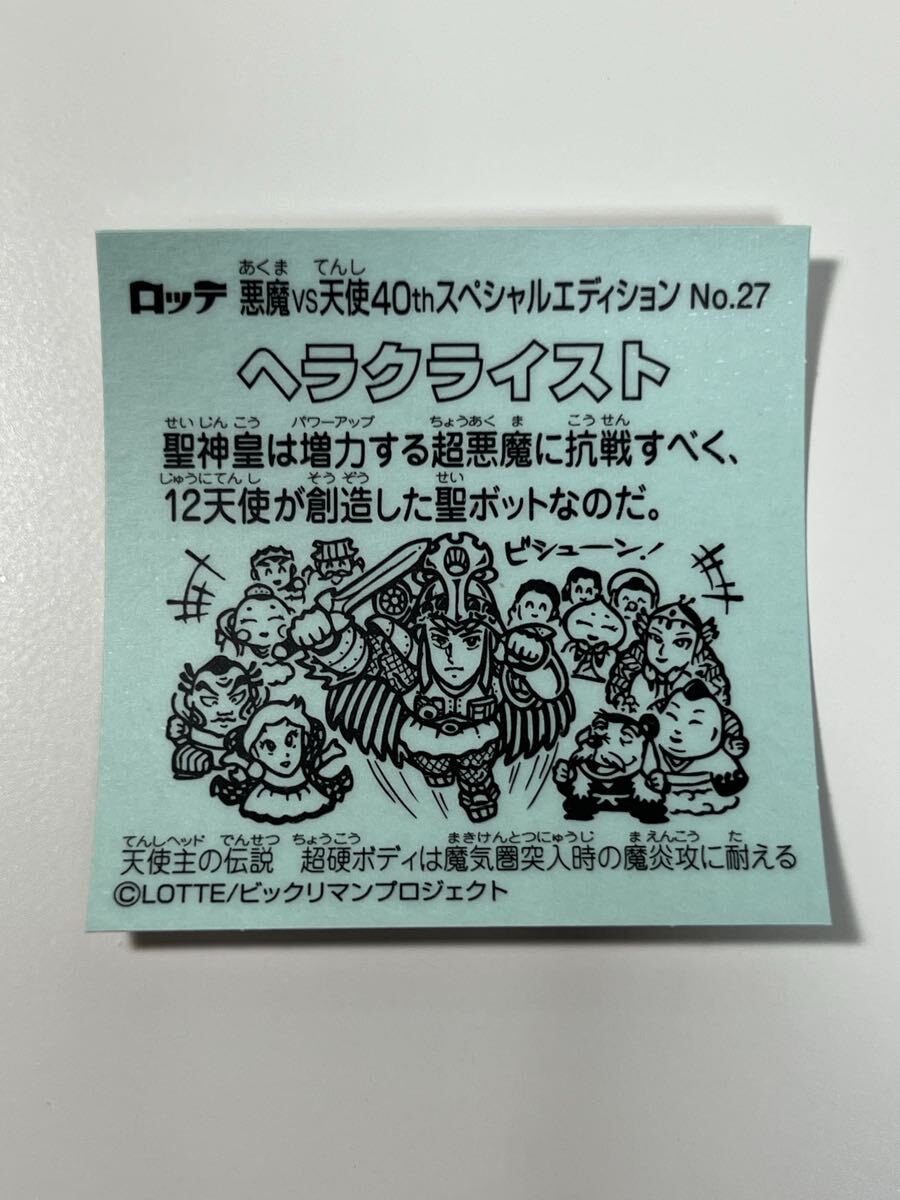 ロッテ 悪魔VS天使40thスペシャルエディション No.27
あくま てんし
ヘラクライスト
せいじんこう パワーアップ ちょうあくま こうせん
聖神皇は増力する超悪魔に抗戦すべく、
じゅうにてんし そうぞう せい
12天使が創造した聖ボットなのだ。
ビシューン!
てんしヘッド でんせつ ちょうこう まきけんとつにゅうじ まえんこう た
天使主の伝説 超硬ボディは魔気圏突入時の魔炎攻に耐える
©LOTTE/ビックリマンプロジェクト